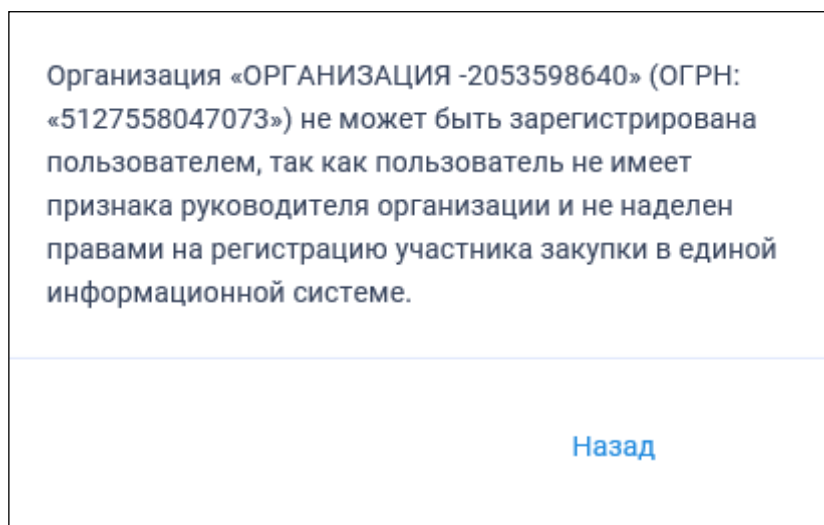 Организация «ОРГАНИЗАЦИЯ -2053598640» (ОГРН:
«5127558047073») не может быть зарегистрирована
пользователем, так как пользователь не имеет
признака руководителя организации и не наделен
правами на регистрацию участника закупки в единой
информационной системе.
Назад